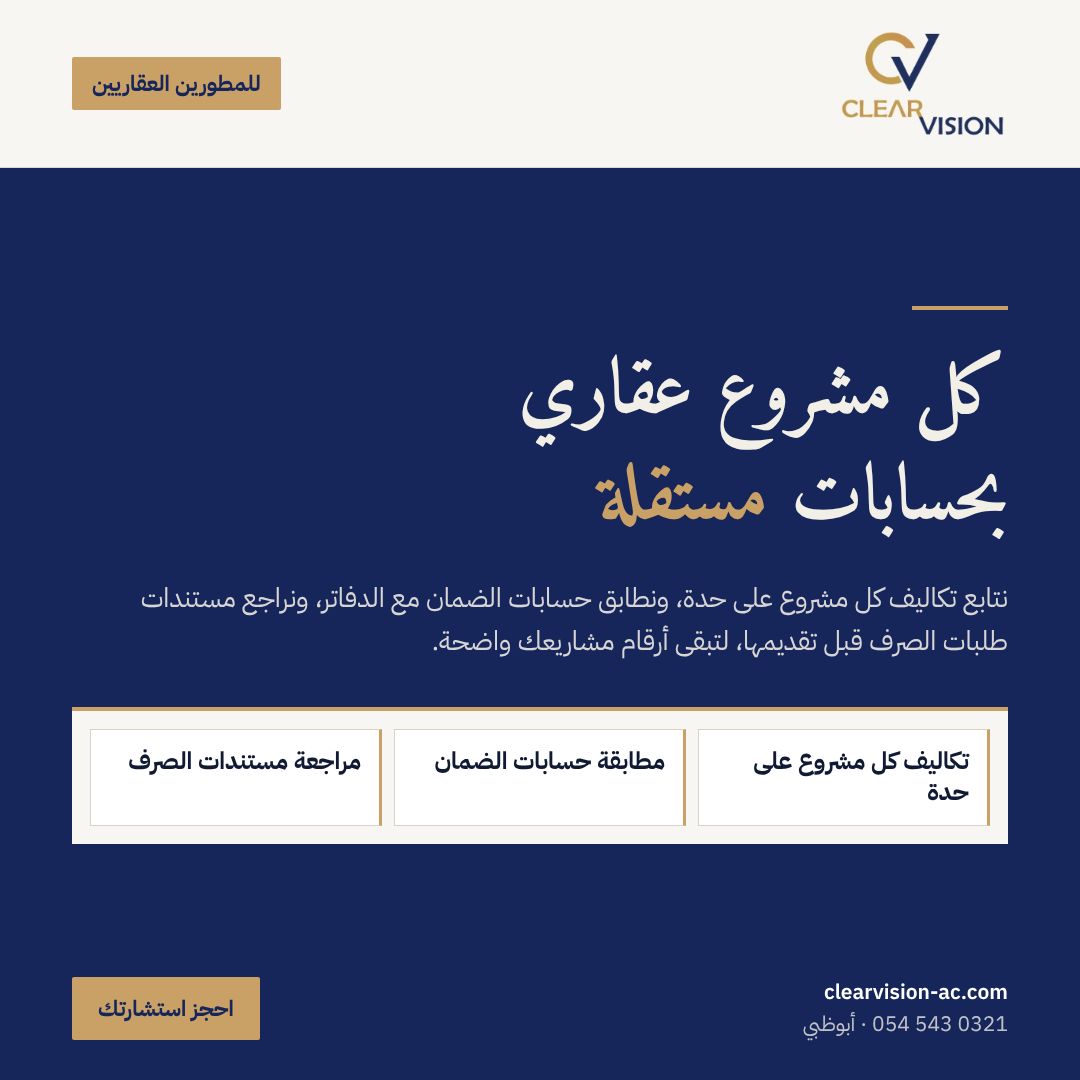 CLEAR
VISION
للمطورين العقاريين
كل مشروع عقاري
بحسابات مستقلة
نتابع تكاليف كل مشروع على حدة، ونطابق حسابات الضمان مع الدفاتر، ونراجع مستندات
طلبات الصرف قبل تقديمها، لتبقى أرقام مشاريعك واضحة.
تكاليف كل مشروع على
حدة
مطابقة حسابات الضمان
مراجعة مستندات الصرف
clearvision-ac.com
054 543 0321 · أبوظبي
احجز استشارتك